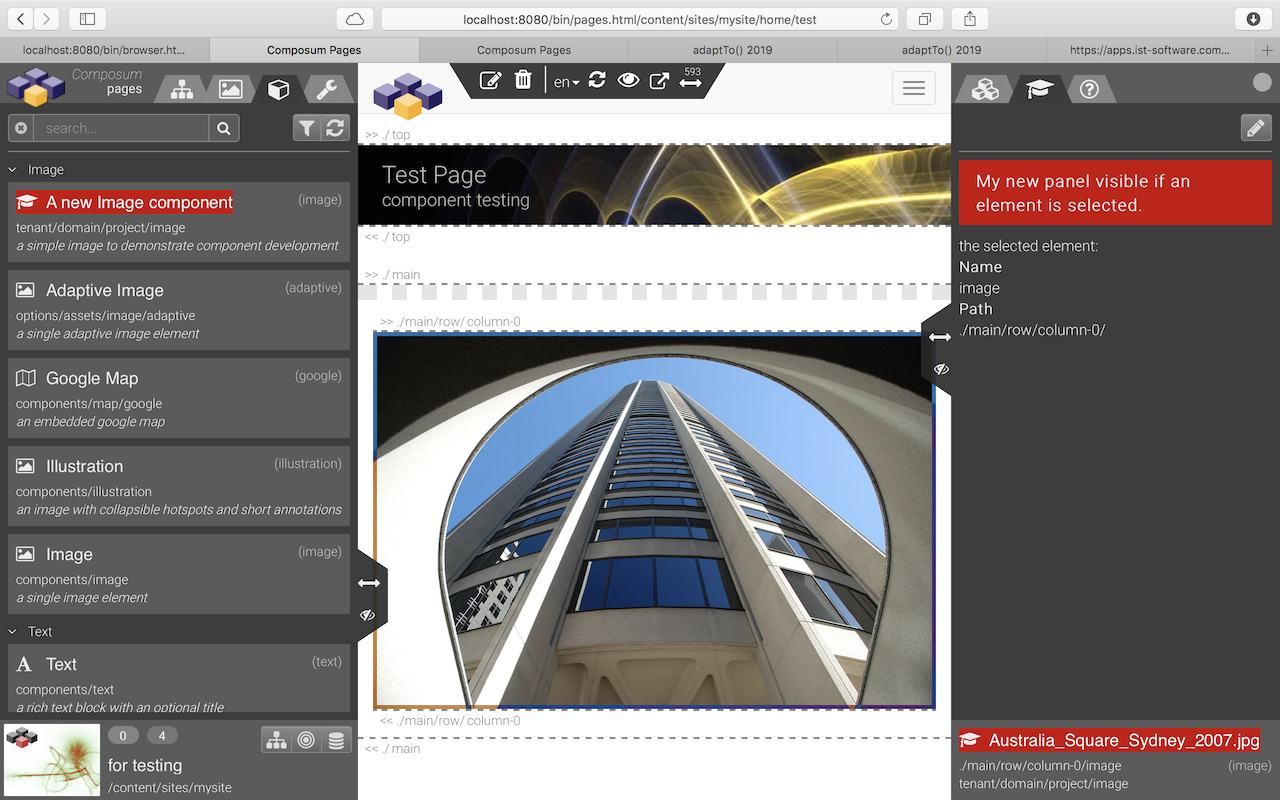 localhost:8080/bin/pages.html/content/sites/mysite/home/test
localhost:8080/bin/browser.ht...
Composum Pages
Composum Pages
adaptTo() 2019
adaptTo() 2019
https://apps.ist-software.com...
Composum
pages
search...
Image
A new Image component
(image)
tenant/domain/project/image
a simple image to demonstrate component development
Adaptive Image
(adaptive)
options/assets/image/adaptive
a single adaptive image element
Google Map
(google)
components/map/google
an embedded google map
Illustration
(illustration)
components/illustration
an image with collapsible hotspots and short annotations
Image
(image)
components/image
a single image element
Text
Text
(text)
components/text
a rich text block with an optional title
0
4
for testing
/content/sites/mysite
en
593
>> ./ top
Test Page
component testing
<< ./ top
>> ./ main
>> ./main/row/ column-0
<< ./main/row/ column-0
<< ./ main
My new panel visible if an
element is selected.
the selected element:
Name
image
Path
./main/row/column-0/
Australia_Square_Sydney_2007.jpg
./main/row/column-0/image
(image)
tenant/domain/project/image